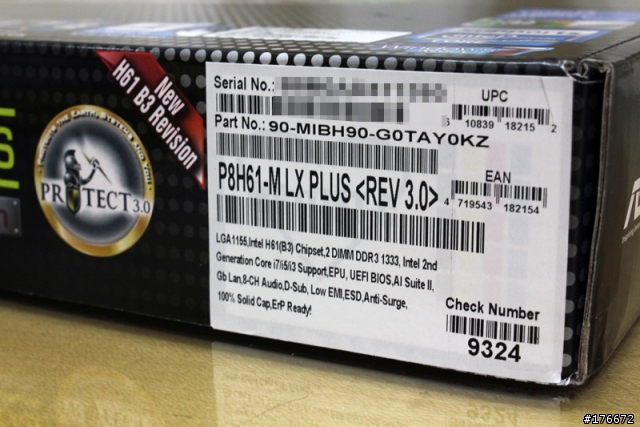 New
H61 B3 Revision
PROTECT 3.0
Serial No.:
UPC
6 10839 18215 2
Part No.: 90-MIBH90-G0TAY0KZ
P8H61-M LX PLUS <REV 3.0>
EAN
4 719543 182154
LGA1155,Intel H61(B3) Chipset,2 DIMM DDR3 1333, Intel 2nd
Generation Core i7/i5/i3 Support,EPU, UEFI BIOS,AI Suite II,
Gb Lan,8-CH Audio,D-Sub, Low EMI,ESD,Anti-Surge,
100% Solid Cap,ErP Ready!
Check Number
9324
#176672